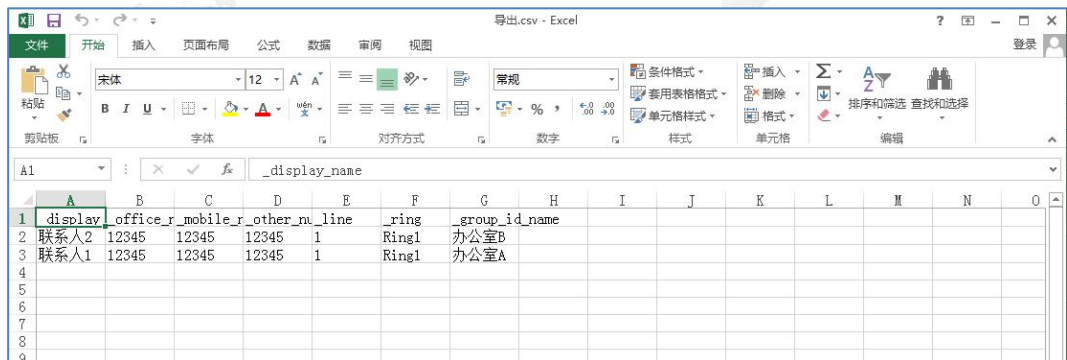 导出.csv - Excel
文件 开始 插入 页面布局 公式 数据 审阅 视图 登录
宋体 12 A A wén 文 常规 条件格式 插入 Σ
粘贴 B I U A % , 套用表格格式 删除 排序和筛选 查找和选择
单元格样式 格式
剪贴板 字体 对齐方式 数字 样式 单元格 编辑
A1 fx _display_name
A B C D E F G H I J K L M N O
1 _display _office_r _mobile_r _other_nu _line _ring _group_id_name
2 联系人2 12345 12345 12345 1 Ring1 办公室B
3 联系人1 12345 12345 12345 1 Ring1 办公室A
4
5
6
7
8
9